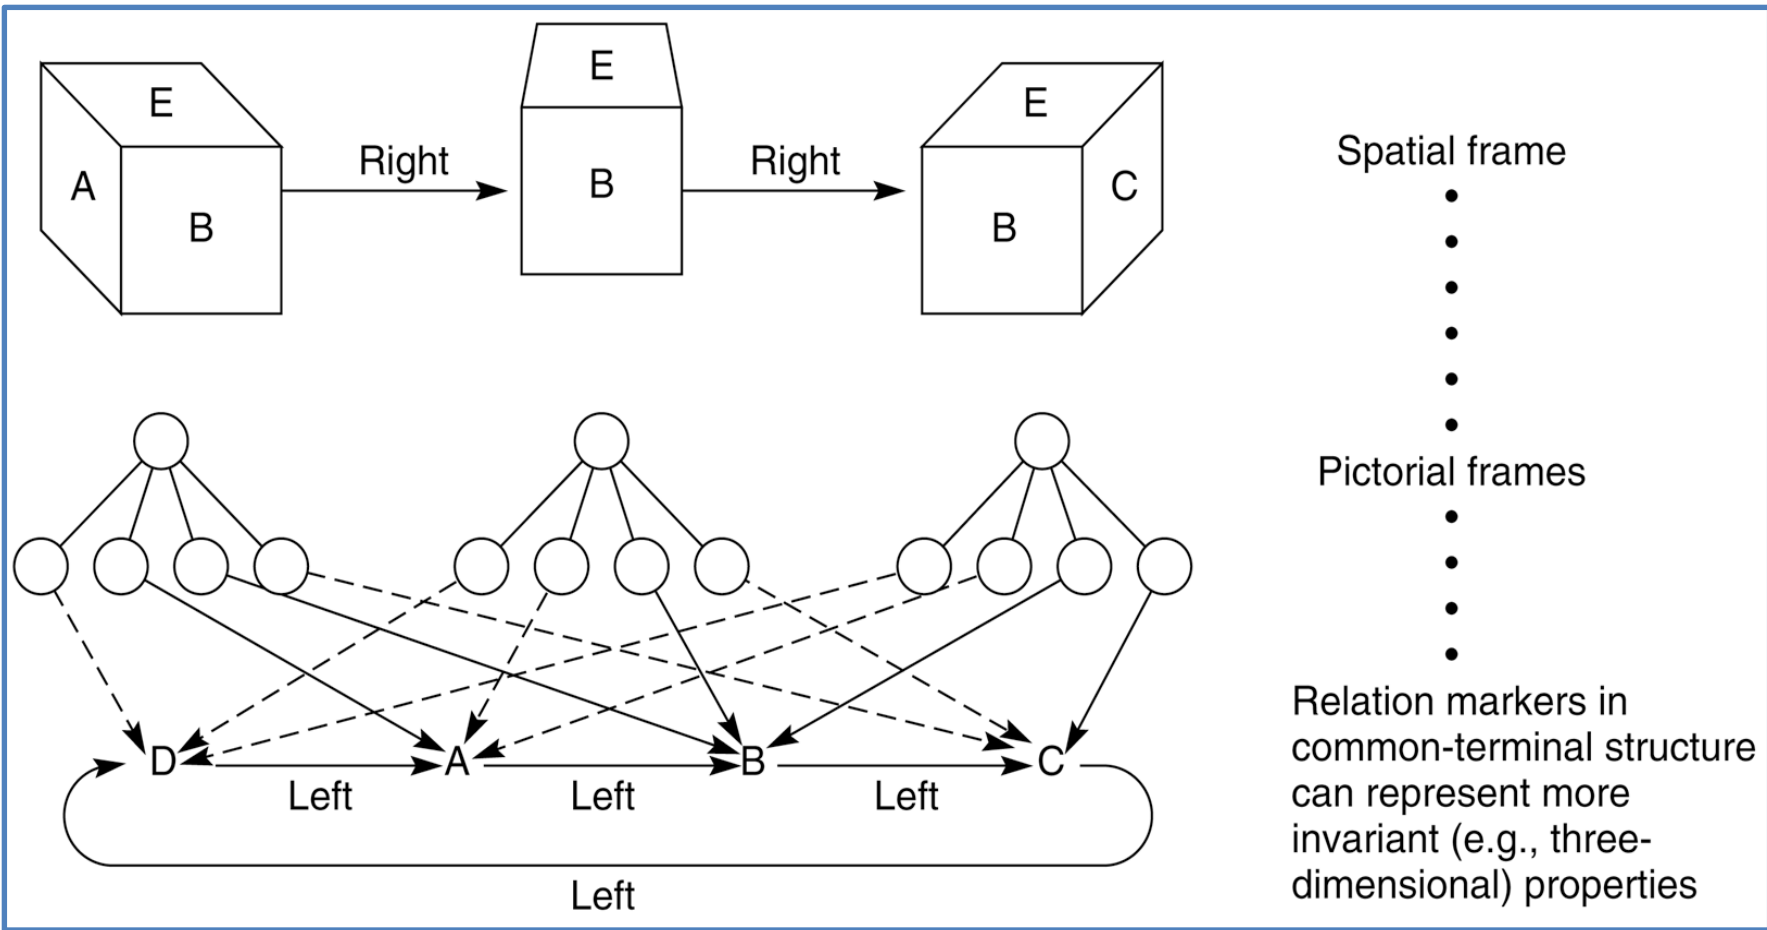 E
A
B
Right
E
B
Right
E
B
C
Spatial frame
Pictorial frames
D
A
B
C
Left
Left
Left
Left
Relation markers in
common-terminal structure
can represent more
invariant (e.g., three-
dimensional) properties